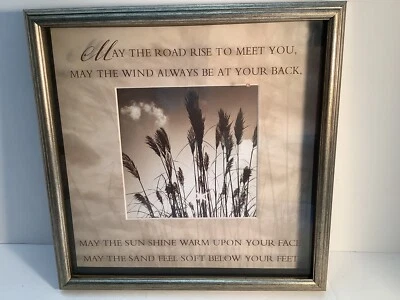 May the road rise to meet you,
may the wind always be at your back.
may the sun shine warm upon your face
may the sand feel soft below your feet